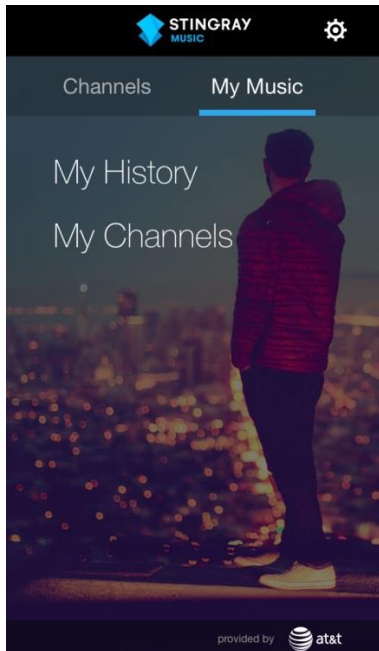 STINGRAY
MUSIC
Channels
My Music
My History
My Channels
provided by
at&t